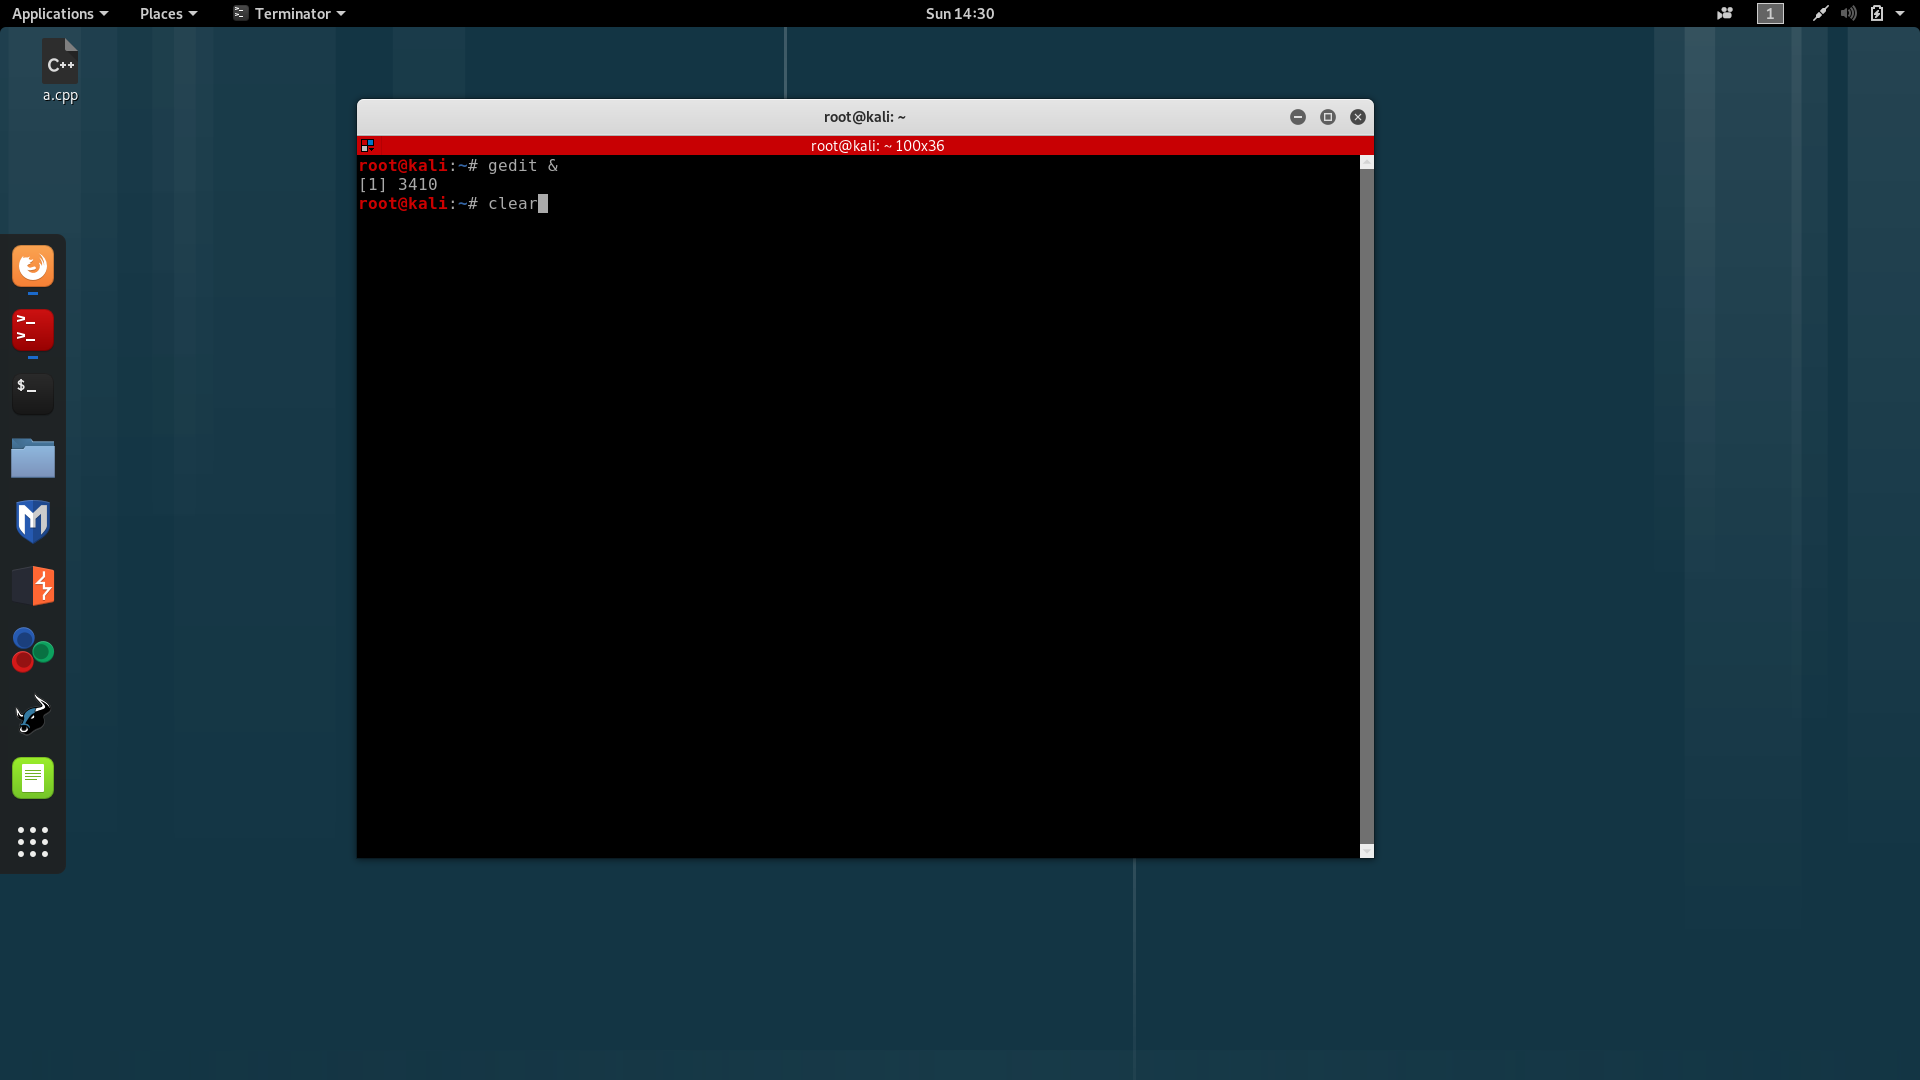 Applications Places Terminator Sun 14:30 1
C++
a.cpp
root@kali: ~
root@kali: ~ 100x36
root@kali:~# gedit &
[1] 3410
root@kali:~# clear
>_
>_
$_